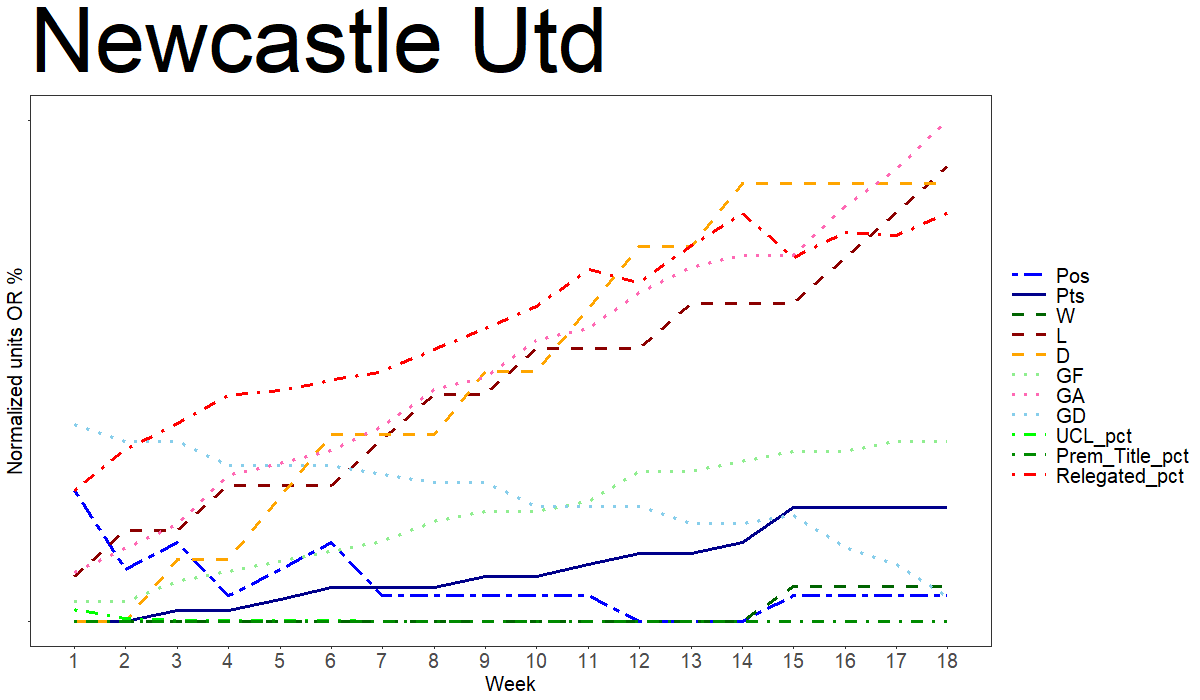 Newcastle Utd
Normalized units OR %
Pos
Pts
W
L
D
GF
GA
GD
UCL_pct
Prem_Title_pct
Relegated_pct
1 2 3 4 5 6 7 8 9 10 11 12 13 14 15 16 17 18
Week